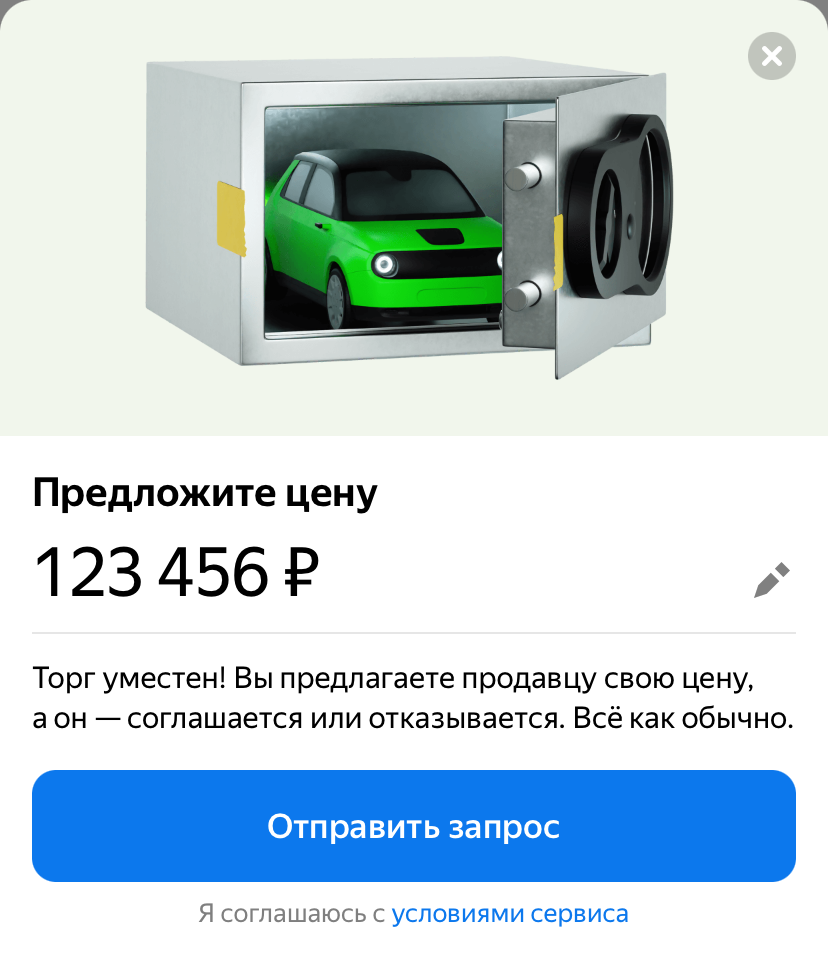 Предложите цену
123 456 ₽
Торг уместен! Вы предлагаете продавцу свою цену,
а он — соглашается или отказывается. Всё как обычно.
Отправить запрос
Я соглашаюсь с условиями сервиса